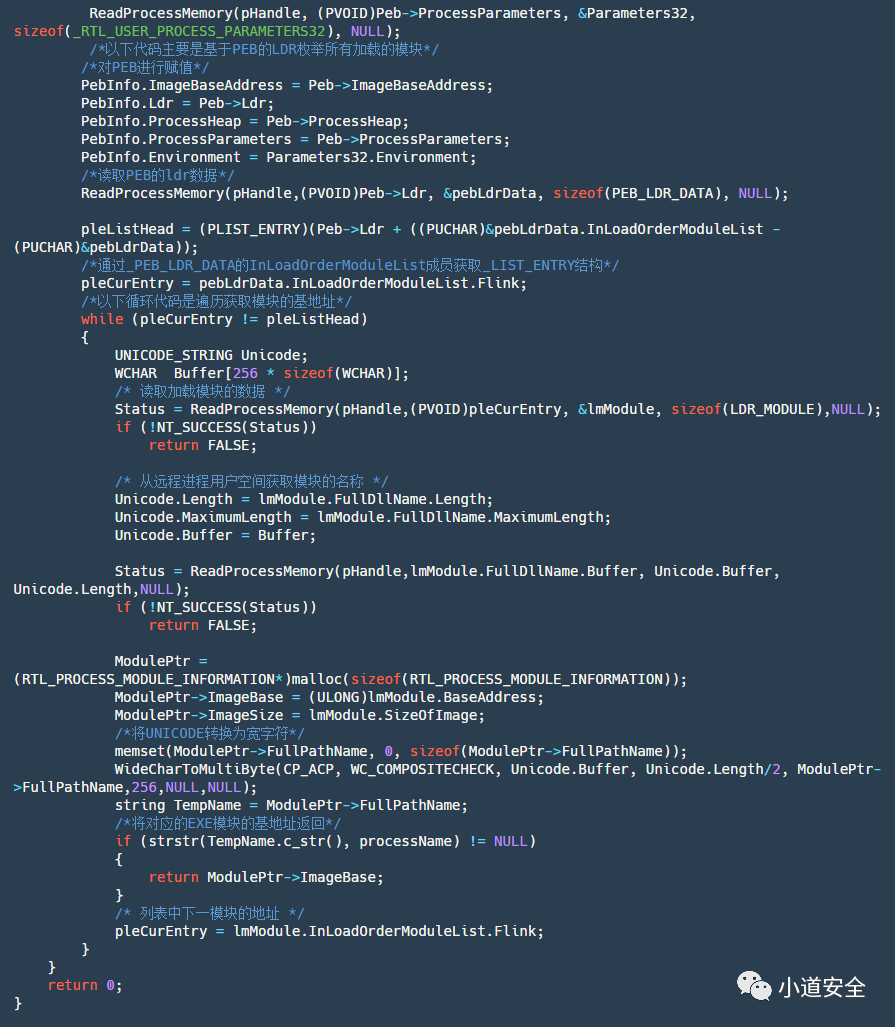 ReadProcessMemory(pHandle, (PVOID)Peb->ProcessParameters, &Parameters32,
sizeof(_RTL_USER_PROCESS_PARAMETERS32), NULL);
/*以下代码主要是基于PEB的LDR枚举所有加载的模块*/
/*对PEB进行赋值*/
PebInfo.ImageBaseAddress = Peb->ImageBaseAddress;
PebInfo.Ldr = Peb->Ldr;
PebInfo.ProcessHeap = Peb->ProcessHeap;
PebInfo.ProcessParameters = Peb->ProcessParameters;
PebInfo.Environment = Parameters32.Environment;
/*读取PEB的ldr数据*/
ReadProcessMemory(pHandle,(PVOID)Peb->Ldr, &pebLdrData, sizeof(PEB_LDR_DATA), NULL);
pleListHead = (PLIST_ENTRY)(Peb->Ldr + ((PUCHAR)&pebLdrData.InLoadOrderModuleList -
(PUCHAR)&pebLdrData));
/*通过_PEB_LDR_DATA的InLoadOrderModuleList成员获取_LIST_ENTRY结构*/
pleCurEntry = pebLdrData.InLoadOrderModuleList.Flink;
/*以下循环代码是遍历获取模块的基地址*/
while (pleCurEntry != pleListHead)
{
UNICODE_STRING Unicode;
WCHAR  Buffer[256 * sizeof(WCHAR)];
/* 读取加载模块的数据 */
Status = ReadProcessMemory(pHandle,(PVOID)pleCurEntry, &lmModule, sizeof(LDR_MODULE),NULL);
if (!NT_SUCCESS(Status))
return FALSE;
/* 从远程进程用户空间获取模块的名称 */
Unicode.Length = lmModule.FullDllName.Length;
Unicode.MaximumLength = lmModule.FullDllName.MaximumLength;
Unicode.Buffer = Buffer;
Status = ReadProcessMemory(pHandle,lmModule.FullDllName.Buffer, Unicode.Buffer,
Unicode.Length,NULL);
if (!NT_SUCCESS(Status))
return FALSE;
ModulePtr =
(RTL_PROCESS_MODULE_INFORMATION*)malloc(sizeof(RTL_PROCESS_MODULE_INFORMATION));
ModulePtr->ImageBase = (ULONG)lmModule.BaseAddress;
ModulePtr->ImageSize = lmModule.SizeOfImage;
/*将UNICODE转换为宽字符*/
memset(ModulePtr->FullPathName, 0, sizeof(ModulePtr->FullPathName));
WideCharToMultiByte(CP_ACP, WC_COMPOSITECHECK, Unicode.Buffer, Unicode.Length/2, ModulePtr-
>FullPathName,256,NULL,NULL);
string TempName = ModulePtr->FullPathName;
/*将对应的EXE模块的基地址返回*/
if (strstr(TempName.c_str(), processName) != NULL)
{
return ModulePtr->ImageBase;
}
/* 列表中下一模块的地址 */
pleCurEntry = lmModule.InLoadOrderModuleList.Flink;
}
}
return 0;
}
小道安全